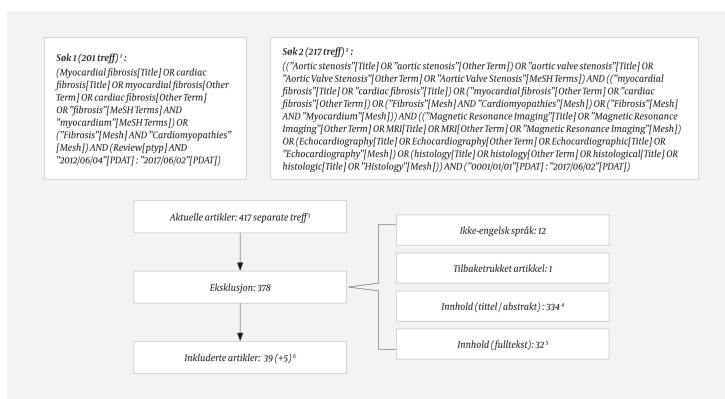 Søk 1 (201 treff) ¹ :
(Myocardial fibrosis[Title] OR cardiac
fibrosis[Title] OR myocardial fibrosis[Other
Term] OR cardiac fibrosis[Other Term]
OR ”fibrosis”[MeSH Terms] AND
”myocardium”[MeSH Terms]) OR
(”Fibrosis”[Mesh] AND ”Cardiomyopathies”
[Mesh]) AND (Review[ptyp] AND
”2012/06/04”[PDAT] : ”2017/06/02”[PDAT])
Søk 2 (217 treff) ² :
((”Aortic stenosis”[Title] OR ”aortic stenosis”[Other Term]) OR ”aortic valve stenosis”[Title] OR
”Aortic Valve Stenosis”[Other Term] OR ”Aortic Valve Stenosis”[MeSH Terms]) AND ((”myocardial
fibrosis”[Title] OR ”cardiac fibrosis”[Title]) OR (”myocardial fibrosis”[Other Term] OR ”cardiac
fibrosis”[Other Term]) OR (”Fibrosis”[Mesh] AND ”Cardiomyopathies”[Mesh]) OR (”Fibrosis”[Mesh]
AND ”Myocardium”[Mesh])) AND ((”Magnetic Resonance Imaging”[Title] OR ”Magnetic Resonance
Imaging”[Other Term] OR MRI[Title] OR MRI[Other Term] OR ”Magnetic Resonance Imaging”[Mesh])
OR (Echocardiography[Title] OR Echocardiography[Other Term] OR Echocardiographic[Title] OR
”Echocardiography”[Mesh]) OR (histology[Title] OR histology[Other Term] OR histological[Title] OR
histologic[Title] OR ”Histology”[Mesh])) AND (”0001/01/01”[PDAT] : ”2017/06/02”[PDAT])
Aktuelle artikler: 417 separate treff ³
Eksklusjon: 378
Inkluderte artikler: 39 (+5) ⁶
Ikke-engelsk språk: 12
Tilbaketrukket artikkel: 1
Innhold (tittel / abstrakt) : 334 ⁴
Innhold (fulltekst): 32 ⁵